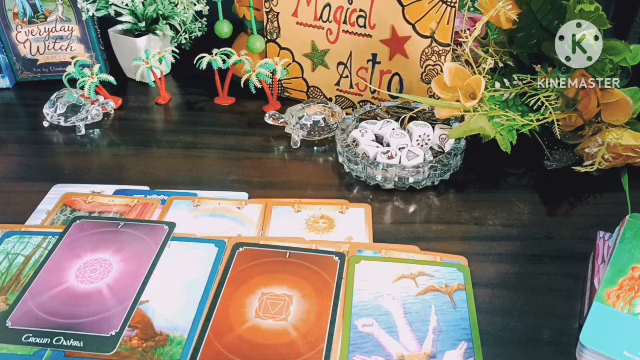 Everyday
Witch
Magical
Astro
KINEMASTER
Crown Chakra